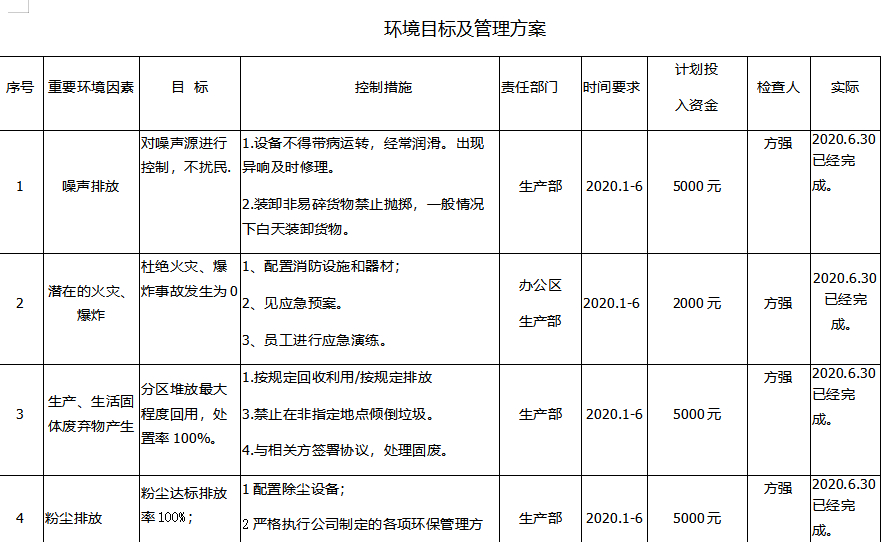 环境目标及管理方案
序号 重要环境因素 目 标 控制措施 责任部门 时间要求 计划投
入资金 检查人 实际
1 噪声排放 对噪声源进行
控制，不扰民.
1.设备不得带病运转，经常润滑。出现
异响及时修理。
2.装卸非易碎货物禁止抛掷，一般情况
下白天装卸货物。
生产部 2020.1-6 5000 元 方强 2020.6.30
已经完
成。
2 潜在的火灾、
爆炸
杜绝火灾、爆
炸事故发生为 0
1、配置消防设施和器材；
2、见应急预案。
3、员工进行应急演练。
办公区
生产部
2020.1-6 2000 元 方强 2020.6.30
已经完
成。
3 生产、生活固
体废弃物产生
分区堆放最大
程度回用，处
置率 100%。
1.按规定回收利用/按规定排放
3.禁止在非指定地点倾倒垃圾。
4.与相关方签署协议，处理固废。
生产部 2020.1-6 5000 元 方强 2020.6.30
已经完
成。
4 粉尘排放 粉尘达标排放
率 100%；
1 配置除尘设备；
2 严格执行公司制定的各项环保管理方
生产部 2020.1-6 5000 元 方强 2020.6.30
已经完
成。